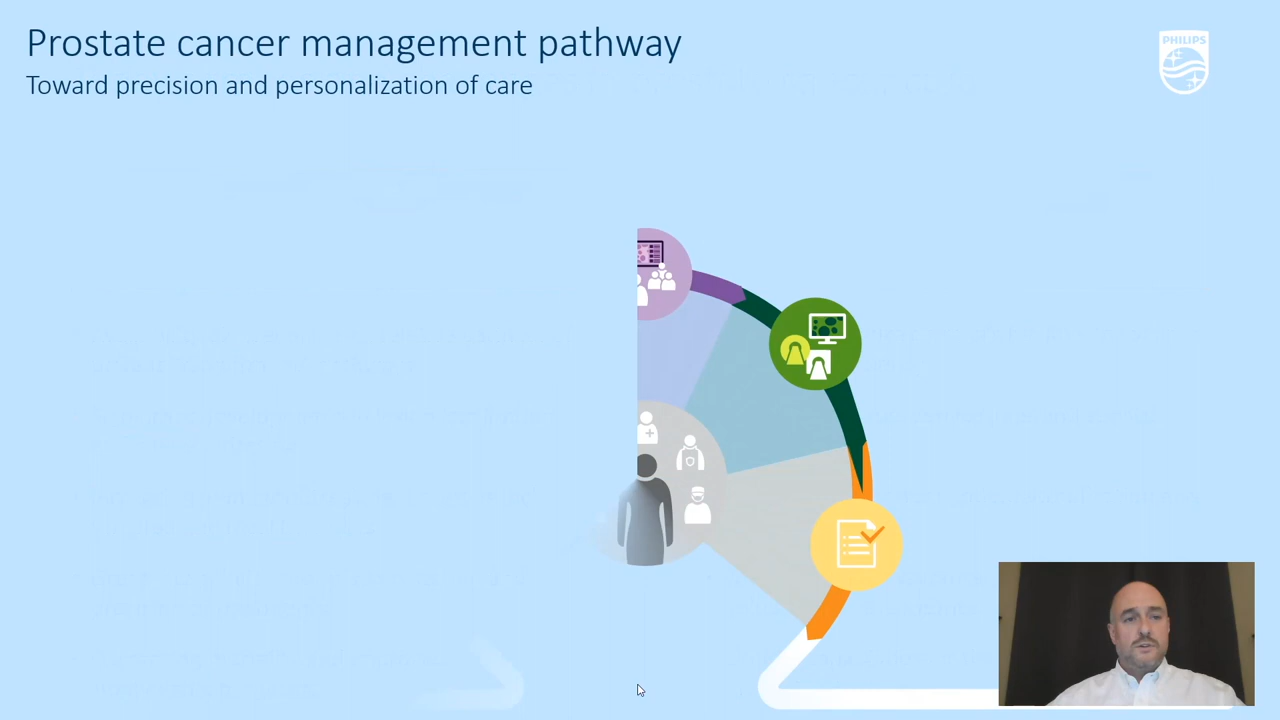 Prostate cancer management pathway
Toward precision and personalization of care
PHILIPS